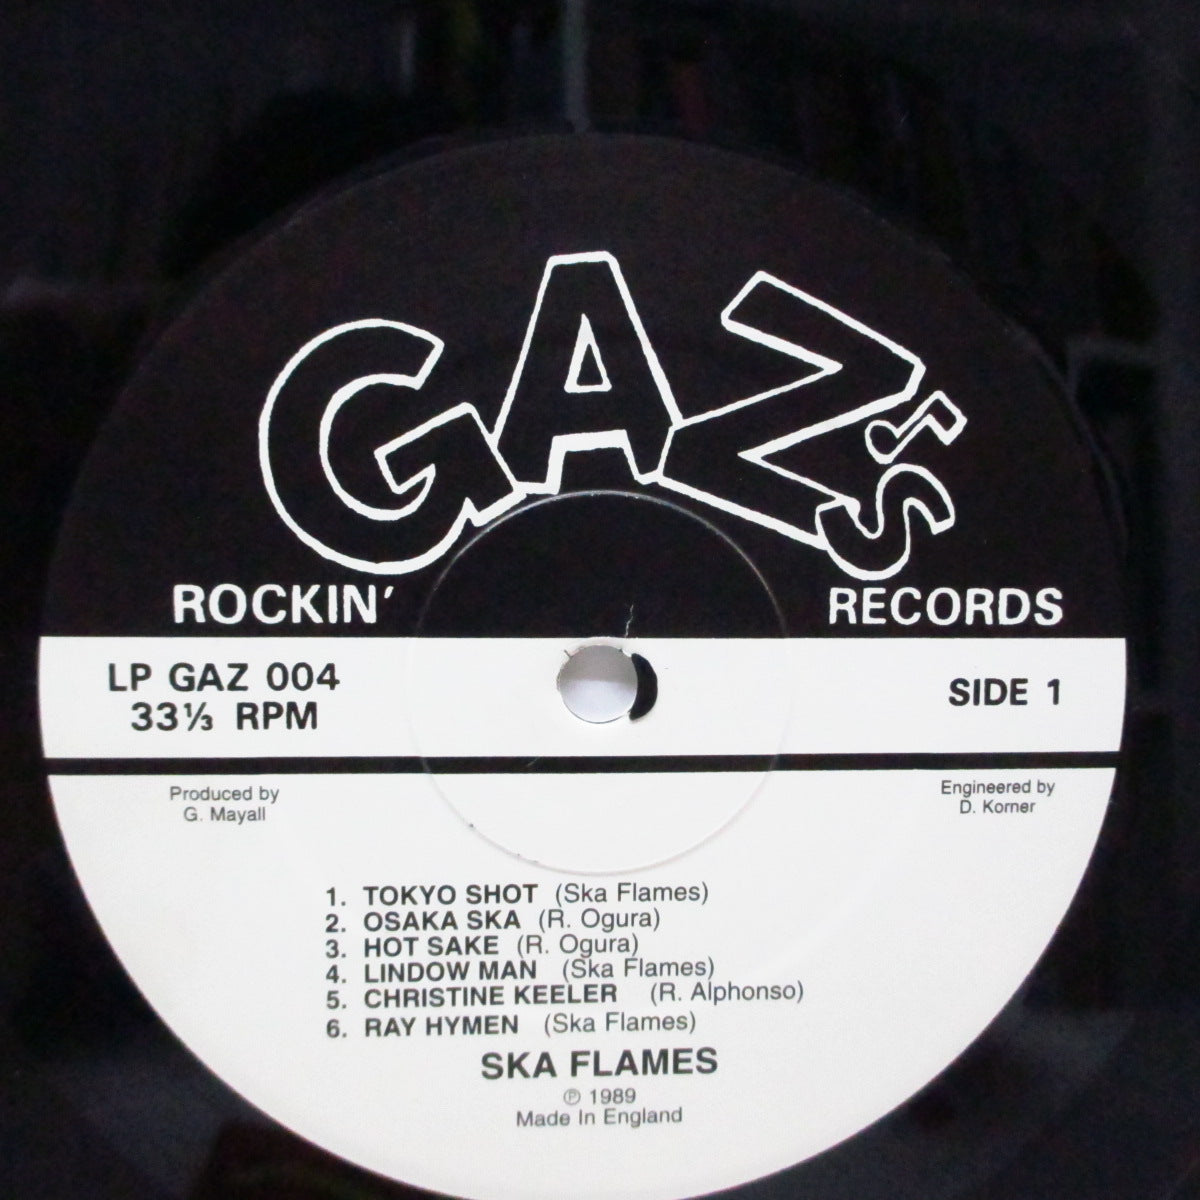 GAZ'S
ROCKIN' RECORDS
LP GAZ 004
33⅓ RPM
SIDE 1
Produced by
G. Mayall
Engineered by
D. Korner
1. TOKYO SHOT (Ska Flames)
2. OSAKA SKA (R. Ogura)
3. HOT SAKE (R. Ogura)
4. LINDOW MAN (Ska Flames)
5. CHRISTINE KEELER (R. Alphonso)
6. RAY HYMEN (Ska Flames)
SKA FLAMES
℗ 1989
Made In England